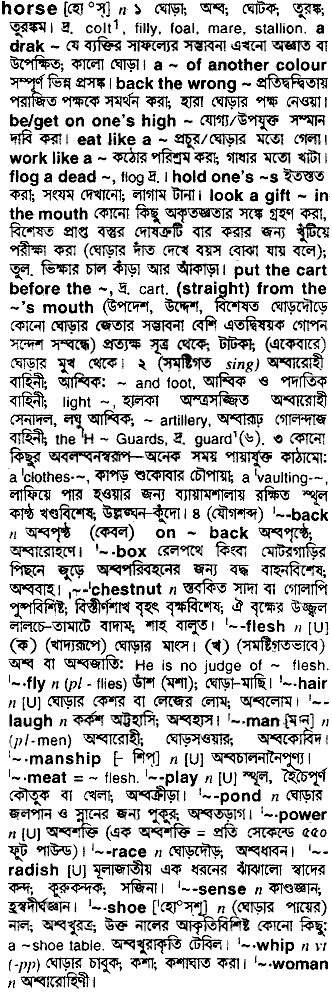 horse [হো°স্] n ১ ঘোড়া; অশ্ব; ঘোটক; তুরঙ্গ;
তুরঙ্গম। দ্র. colt¹, filly, foal, mare, stallion. a
drak ~ যে ব্যক্তির সাফল্যের সম্ভাবনা এখনো অজ্ঞাত বা
উপেক্ষিত; কালো ঘোড়া। a ~ of another colour
সম্পূর্ণ ভিন্ন প্রসঙ্গ। back the wrong ~ প্রতিদ্বন্দ্বিতায়
পরাজিত পক্ষকে সমর্থন করা; হারা ঘোড়ার পক্ষ নেওয়া।
be/get on one's high ~ যোগ্য/উপযুক্ত সম্মান
দাবি করা। eat like a ~ প্রচুর/ঘোড়ার মতো গেলা।
work like a ~ কঠোর পরিশ্রম করা; গাধার মতো খাটা।
flog a dead ~, flog দ্র.। hold one's ~s ইতস্তত
করা; সংযম দেখানো; লাগাম টানা। look a gift ~ in
the mouth কোনো কিছু অকৃতজ্ঞতার সঙ্গে গ্রহণ করা,
বিশেষত প্রাপ্ত বস্তুর দোষত্রুটি বার করার জন্য খুঁটিয়ে
পরীক্ষা করা (ঘোড়ার দাঁত দেখে বয়স বোঝা যায় বলে);
তুল. ভিক্ষার চাল কাঁড়া আর আঁকাড়া। put the cart
before the ~, দ্র. cart. (straight) from the
~'s mouth (উপদেশ, উদ্দেশ, বিশেষত ঘোড়দৌড়ে
কোনো ঘোড়ার জেতার সম্ভাবনা বেশি এতদ্বিষয়ক গোপন
সন্দেশ সম্বন্ধে) প্রত্যক্ষ সূত্র থেকে; টাটকা; (একেবারে)
ঘোড়ার মুখ থেকে। ২ (সমষ্টিগত sing) অশ্বারোহী
বাহিনী; আশ্বিক: ~ and foot, আশ্বিক ও পদাতিক
বাহিনী, light ~, হালকা অস্ত্রসজ্জিত অশ্বারোহী
সেনাদল, লঘু আশ্বিক; ~ artillery, অশ্বারূঢ় গোলন্দাজ
বাহিনী; the 'H ~ Guards, দ্র. guard¹(৬). ৩ কোনো
কিছুর অবলম্বনস্বরূপ—অনেক সময় পায়াযুক্ত কাঠামো:
a 'clothes-~, কাপড় শুকোবার চৌপায়া; a 'vaulting-~,
লাফিয়ে পার হওয়ার জন্য ব্যায়ামশালায় রক্ষিত স্থূল
কাষ্ঠ খণ্ডবিশেষ; উল্লঙ্ঘন-কুঁদো। ৪ (যৌগশব্দ) '~-back
n অশ্বপৃষ্ঠ (কেবল) on ~ back অশ্বপৃষ্ঠে;
অশ্বারোহণে। '~-box রেলপথে কিংবা মোটরগাড়ির
পিছনে জুড়ে অশ্বপরিবহনের জন্য বদ্ধ বাহনবিশেষ;
অশ্ববাহ। ,~-'chestnut n স্তবকিত সাদা বা গোলাপি
পুষ্পবিশিষ্ট; বিস্তীর্ণশাখ বৃহৎ বৃক্ষবিশেষ; ঐ বৃক্ষের উজ্জ্বল
লালচে-তামাটে বাদাম; শাহ বালুত। '~-flesh n [U]
(ক) (খাদ্যরূপে) ঘোড়ার মাংস। (খ) (সমষ্টিগতভাবে)
অশ্ব বা অশ্বজাতি: He is no judge of ~ flesh.
'~-fly n (pl - flies) ডাঁশ (মশা); ঘোড়া-মাছি। '~-hair
n [U] ঘোড়ার কেশর বা লেজের লোম; অশ্বলোম। '~-
laugh n কর্কশ অট্টহাসি; অশ্বহাস। '~-man [মন্] n
(pl-men) অশ্বারোহী; ঘোড়সওয়ার; অশ্বকোবিদ।
'~-manship [- শিপ্] n [U] অশ্বচালনানৈপুণ্য।
'~-meat = ~ flesh. '~-play n [U] স্থূল, হৈচৈপূর্ণ
কৌতুক বা খেলা; অশ্বক্রীড়া। '~-pond n ঘোড়ার
জলপান ও স্নানের জন্য পুকুর; অশ্বতড়াগ। '~-power
n [U] অশ্বশক্তি (এক অশ্বশক্তি = প্রতি সেকেন্ডে ৫৫০
ফুট পাউন্ড)। '~-race n ঘোড়দৌড়; অশ্বধাবন। '~-
radish [U] মূলাজাতীয় এক ধরনের ঝাঁঝালো স্বাদের
কন্দ; কুরুকন্দক; সজিনা। '~-sense n কাণ্ডজ্ঞান;
হ্রস্বদীর্ঘজ্ঞান। '~-shoe ['হো°সশূ] n (ঘোড়ার পায়ের)
নাল; অশ্বখুরত্র; উক্ত নালের আকৃতিবিশিষ্ট কোনো কিছু:
a ~shoe table. অশ্বখুরাকৃতি টেবিল। '~-whip n vt
(-pp) ঘোড়ার চাবুক; কশা; কশাঘাত করা। '~-woman
n অশ্বারোহিণী।